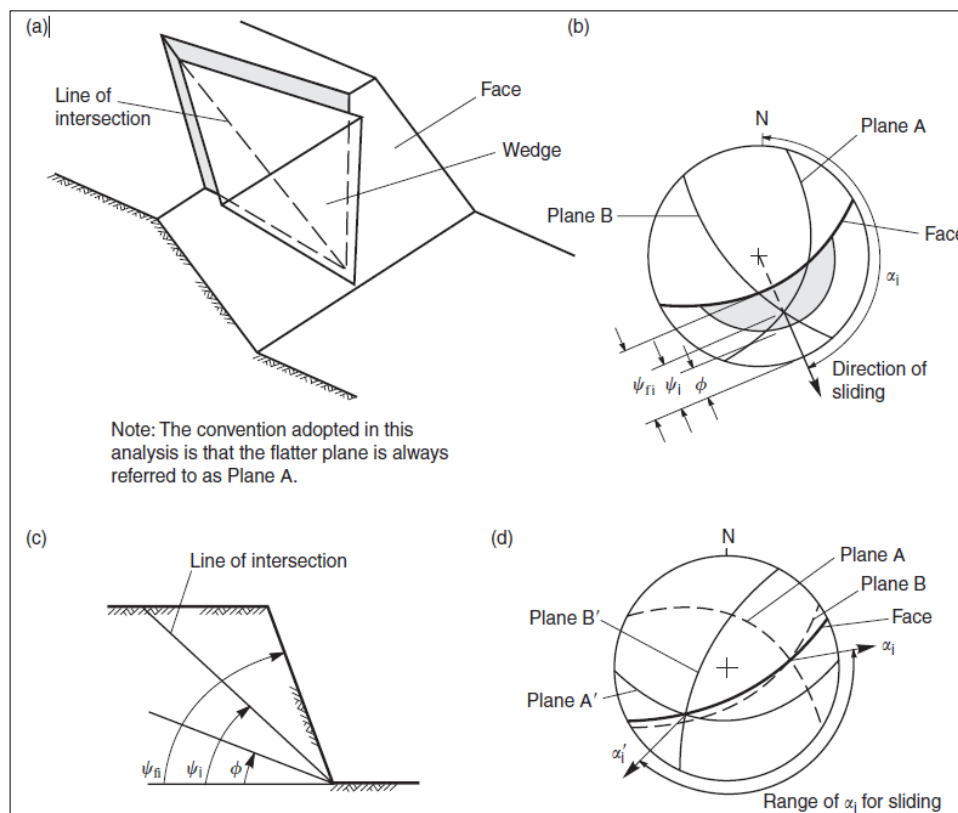 (a)
Line of
intersection
Face
Wedge
Note: The convention adopted in this
analysis is that the flatter plane is always
referred to as Plane A.
(b)
N
Plane A
Plane B
Face
αi
ψfi ψi ϕ
Direction of
sliding
(c)
Line of intersection
ψfi ψi ϕ
(d)
N
Plane A
Plane B
Plane B′
Face
αi
Plane A′
αi′
Range of αi for sliding